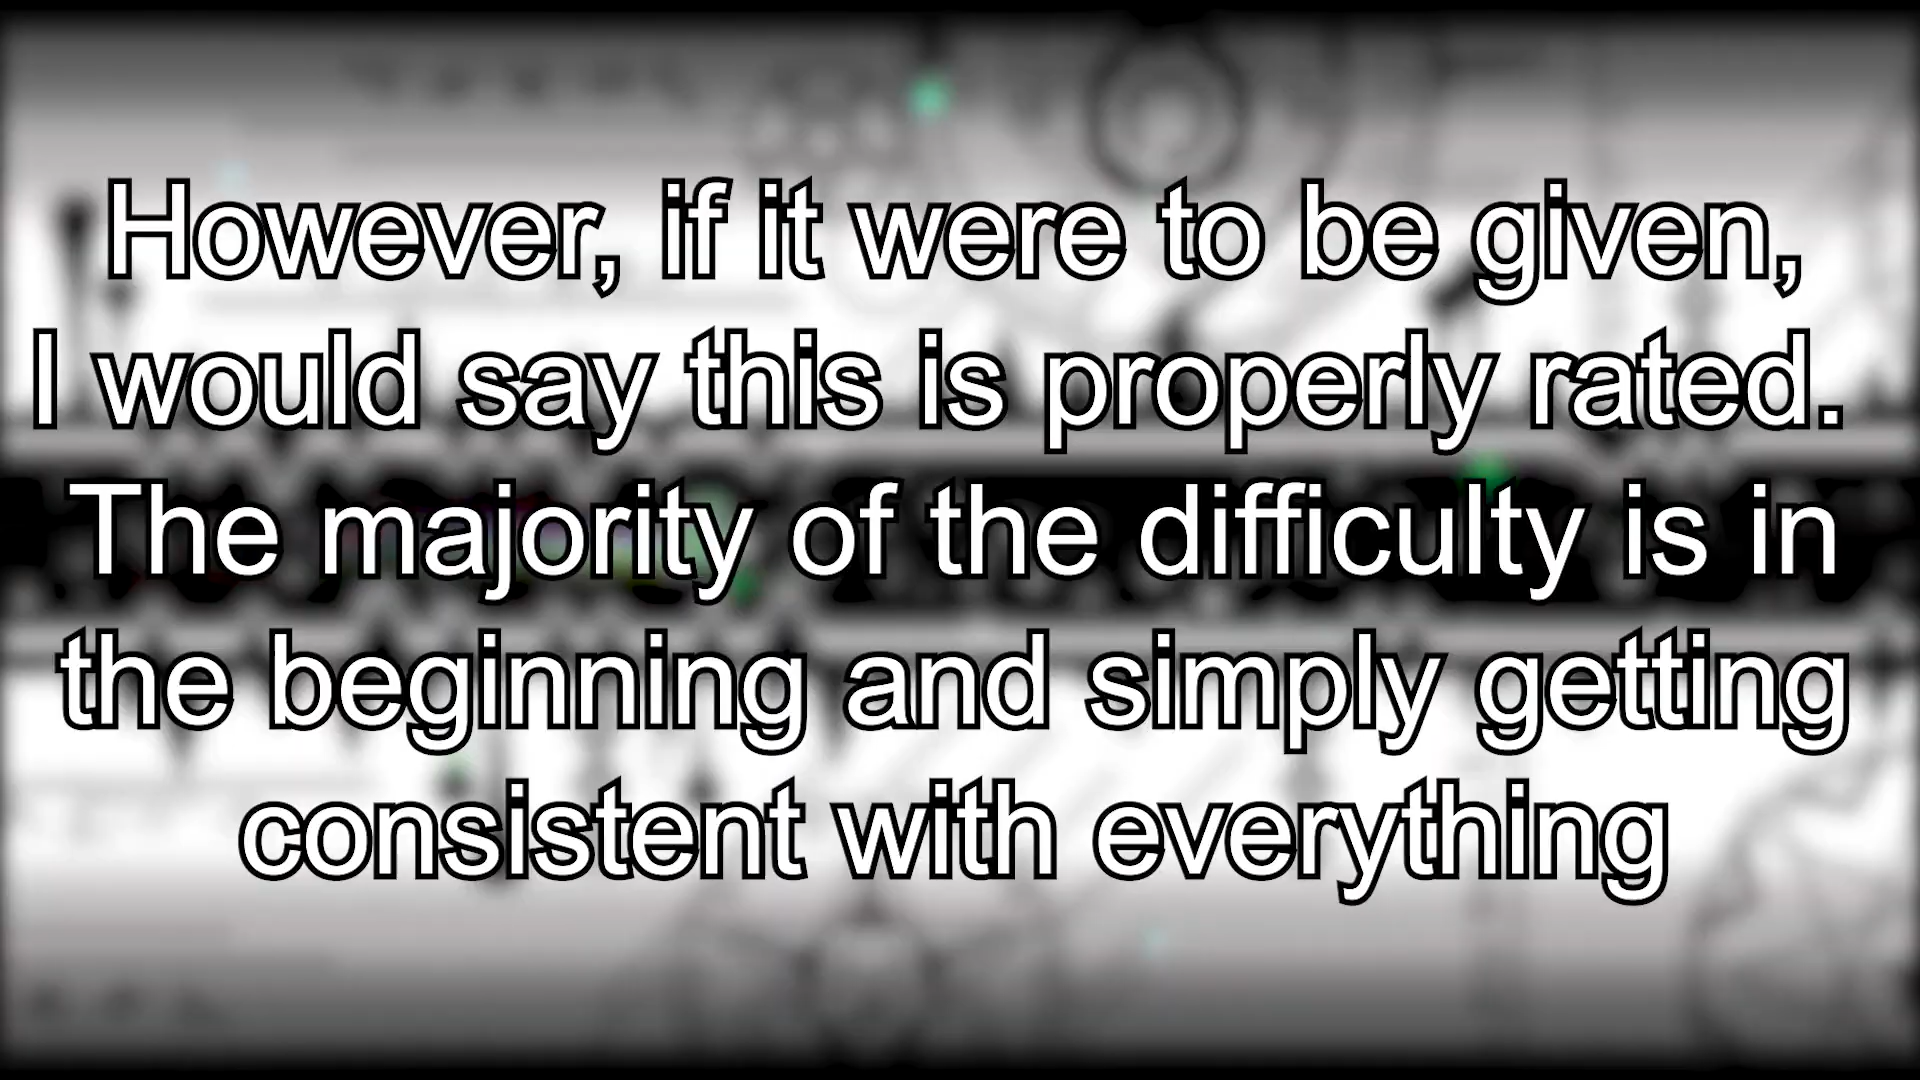 However, if it were to be given,
I would say this is properly rated.
The majority of the difficulty is in
the beginning and simply getting
consistent with everything